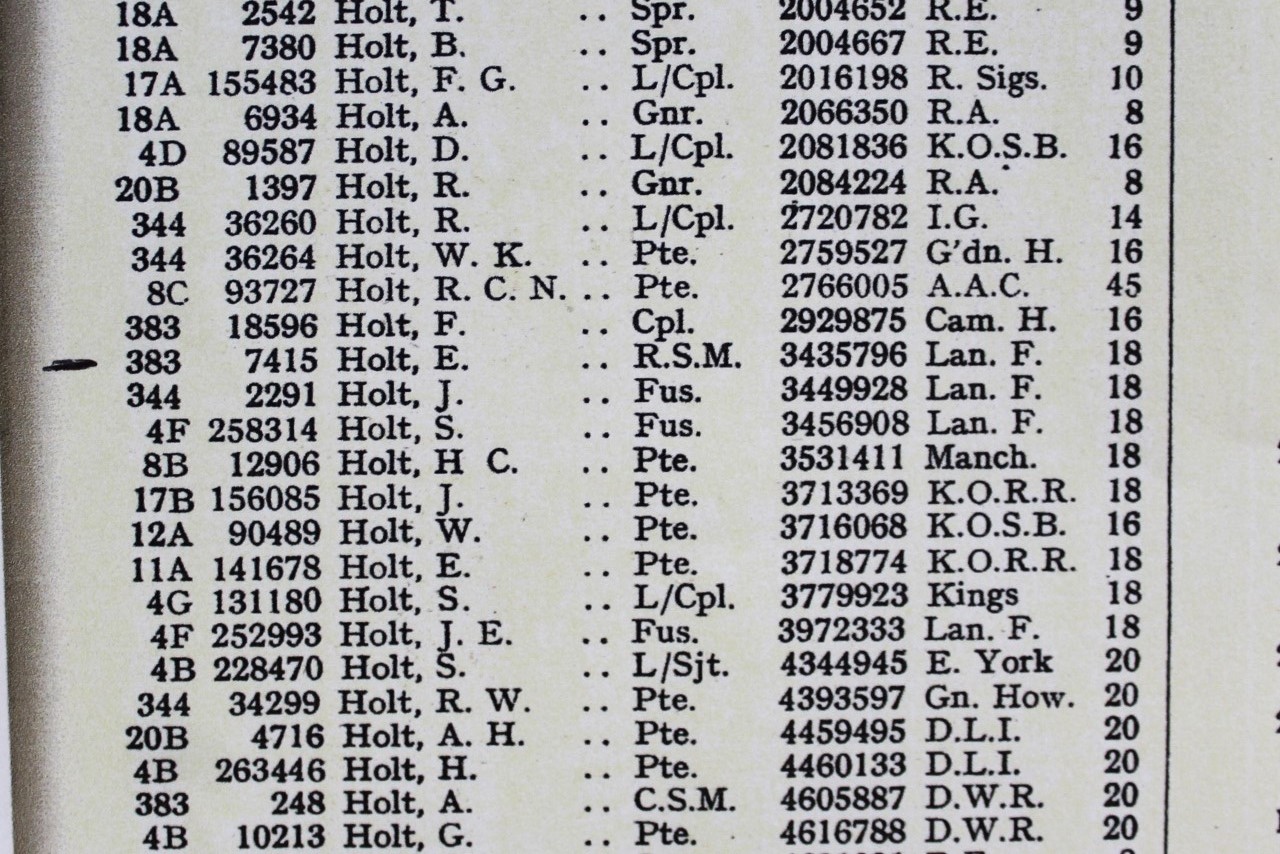 18A 2542 Holt, T. .. Spr. 2004652 R.E. 9
18A 7380 Holt, B. .. Spr. 2004667 R.E. 9
17A 155483 Holt, F. G. .. L/Cpl. 2016198 R. Sigs. 10
18A 6934 Holt, A. .. Gnr. 2066350 R.A. 8
4D 89587 Holt, D. .. L/Cpl. 2081836 K.O.S.B. 16
20B 1397 Holt, R. .. Gnr. 2084224 R.A. 8
344 36260 Holt, R. .. L/Cpl. 2720782 I.G. 14
344 36264 Holt, W. K. .. Pte. 2759527 G'dn. H. 16
8C 93727 Holt, R. C. N. .. Pte. 2766005 A.A.C. 45
383 18596 Holt, F. .. Cpl. 2929875 Cam. H. 16
383 7415 Holt, E. .. R.S.M. 3435796 Lan. F. 18
344 2291 Holt, J. .. Fus. 3449928 Lan. F. 18
4F 258314 Holt, S. .. Fus. 3456908 Lan. F. 18
8B 12906 Holt, H C. .. Pte. 3531411 Manch. 18
17B 156085 Holt, J. .. Pte. 3713369 K.O.R.R. 18
12A 90489 Holt, W. .. Pte. 3716068 K.O.S.B. 16
11A 141678 Holt, E. .. Pte. 3718774 K.O.R.R. 18
4G 131180 Holt, S. .. L/Cpl. 3779923 Kings 18
4F 252993 Holt, J. E. .. Fus. 3972333 Lan. F. 18
4B 228470 Holt, S. .. L/Sjt. 4344945 E. York 20
344 34299 Holt, R. W. .. Pte. 4393597 Gn. How. 20
20B 4716 Holt, A. H. .. Pte. 4459495 D.L.I. 20
4B 263446 Holt, H. .. Pte. 4460133 D.L.I. 20
383 248 Holt, A. .. C.S.M. 4605887 D.W.R. 20
4B 10213 Holt, G. .. Pte. 4616788 D.W.R. 20